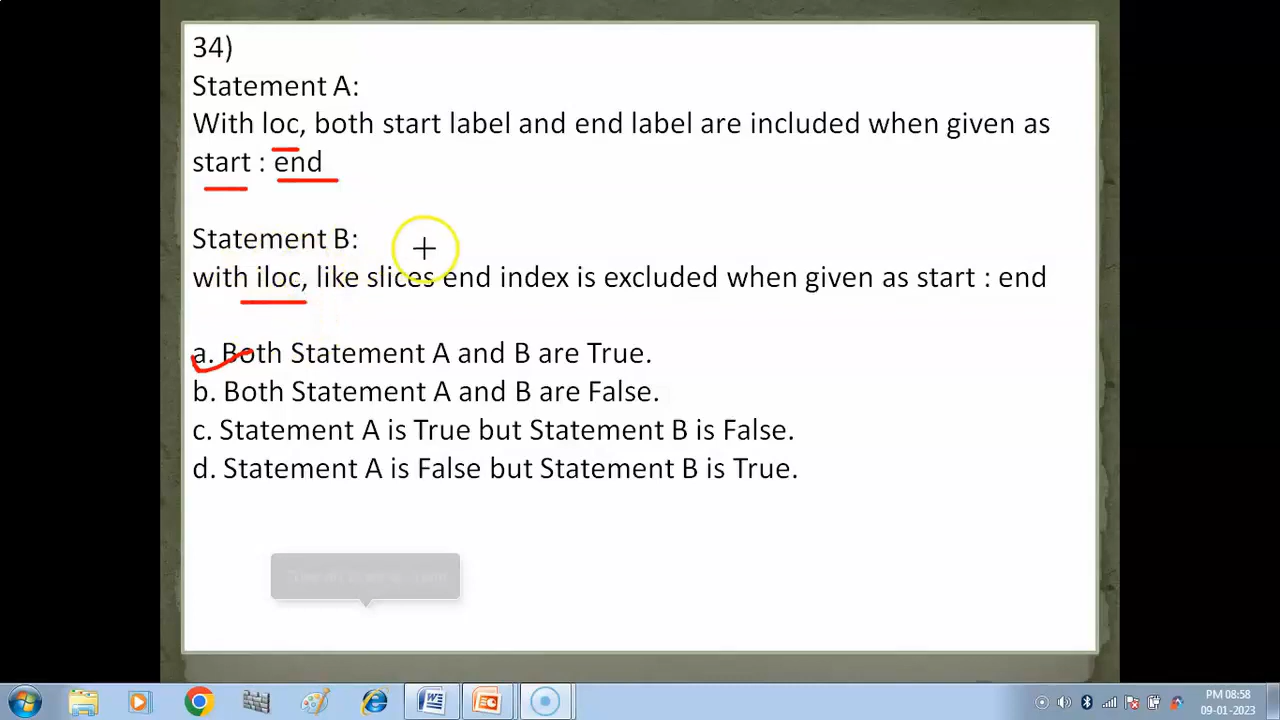 34)
Statement A:
With loc, both start label and end label are included when given as
start : end
Statement B:
with iloc, like slices end index is excluded when given as start : end
a. Both Statement A and B are True.
b. Both Statement A and B are False.
c. Statement A is True but Statement B is False.
d. Statement A is False but Statement B is True.
PM 08:58
09-01-2023